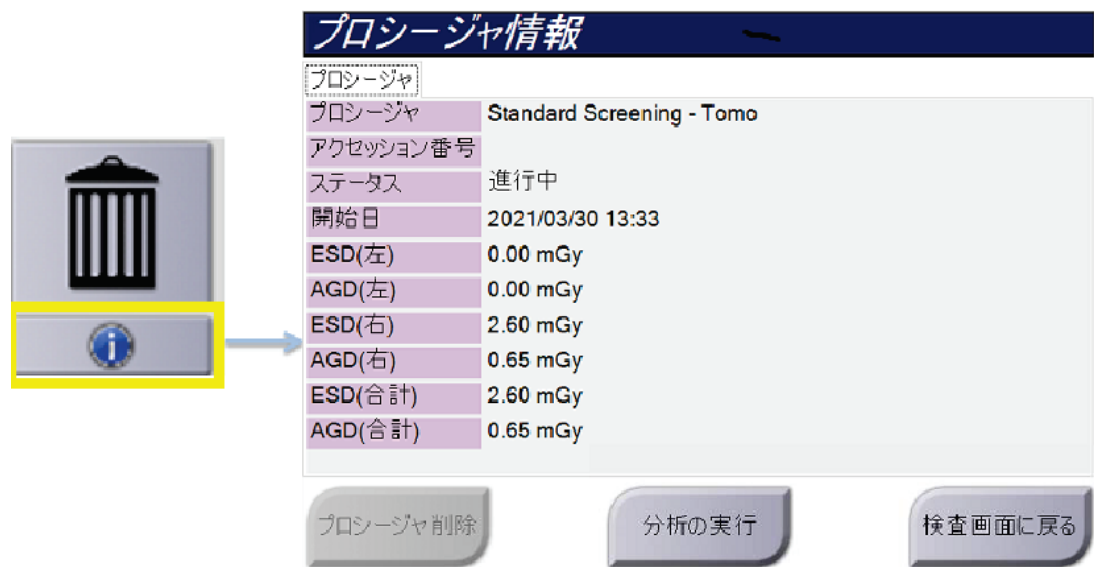 プロシージャ情報
プロシージャ
プロシージャ Standard Screening - Tomo
アクセッション番号
ステータス 進行中
開始日 2021/03/30 13:33
ESD(左) 0.00 mGy
AGD(左) 0.00 mGy
ESD(右) 2.60 mGy
AGD(右) 0.65 mGy
ESD(合計) 2.60 mGy
AGD(合計) 0.65 mGy
プロシージャ削除 分析の実行 検査画面に戻る